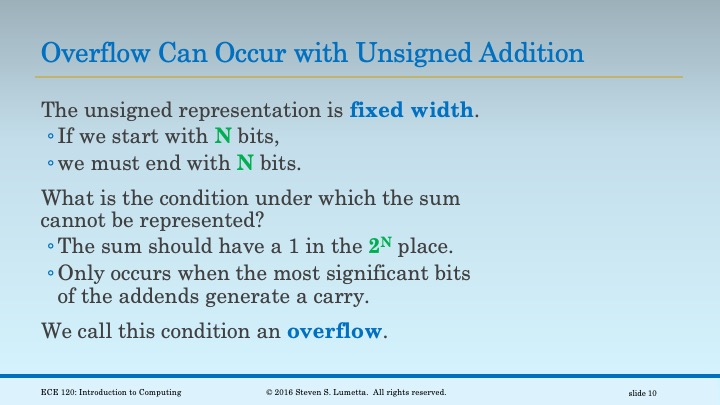 Overflow Can Occur with Unsigned Addition
The unsigned representation is fixed width.
◦If we start with N bits,
◦we must end with N bits.
What is the condition under which the sum
cannot be represented?
◦The sum should have a 1 in the 2ᴺ place.
◦Only occurs when the most significant bits
of the addends generate a carry.
We call this condition an overflow.
ECE 120: Introduction to Computing © 2016 Steven S. Lumetta. All rights reserved. slide 10